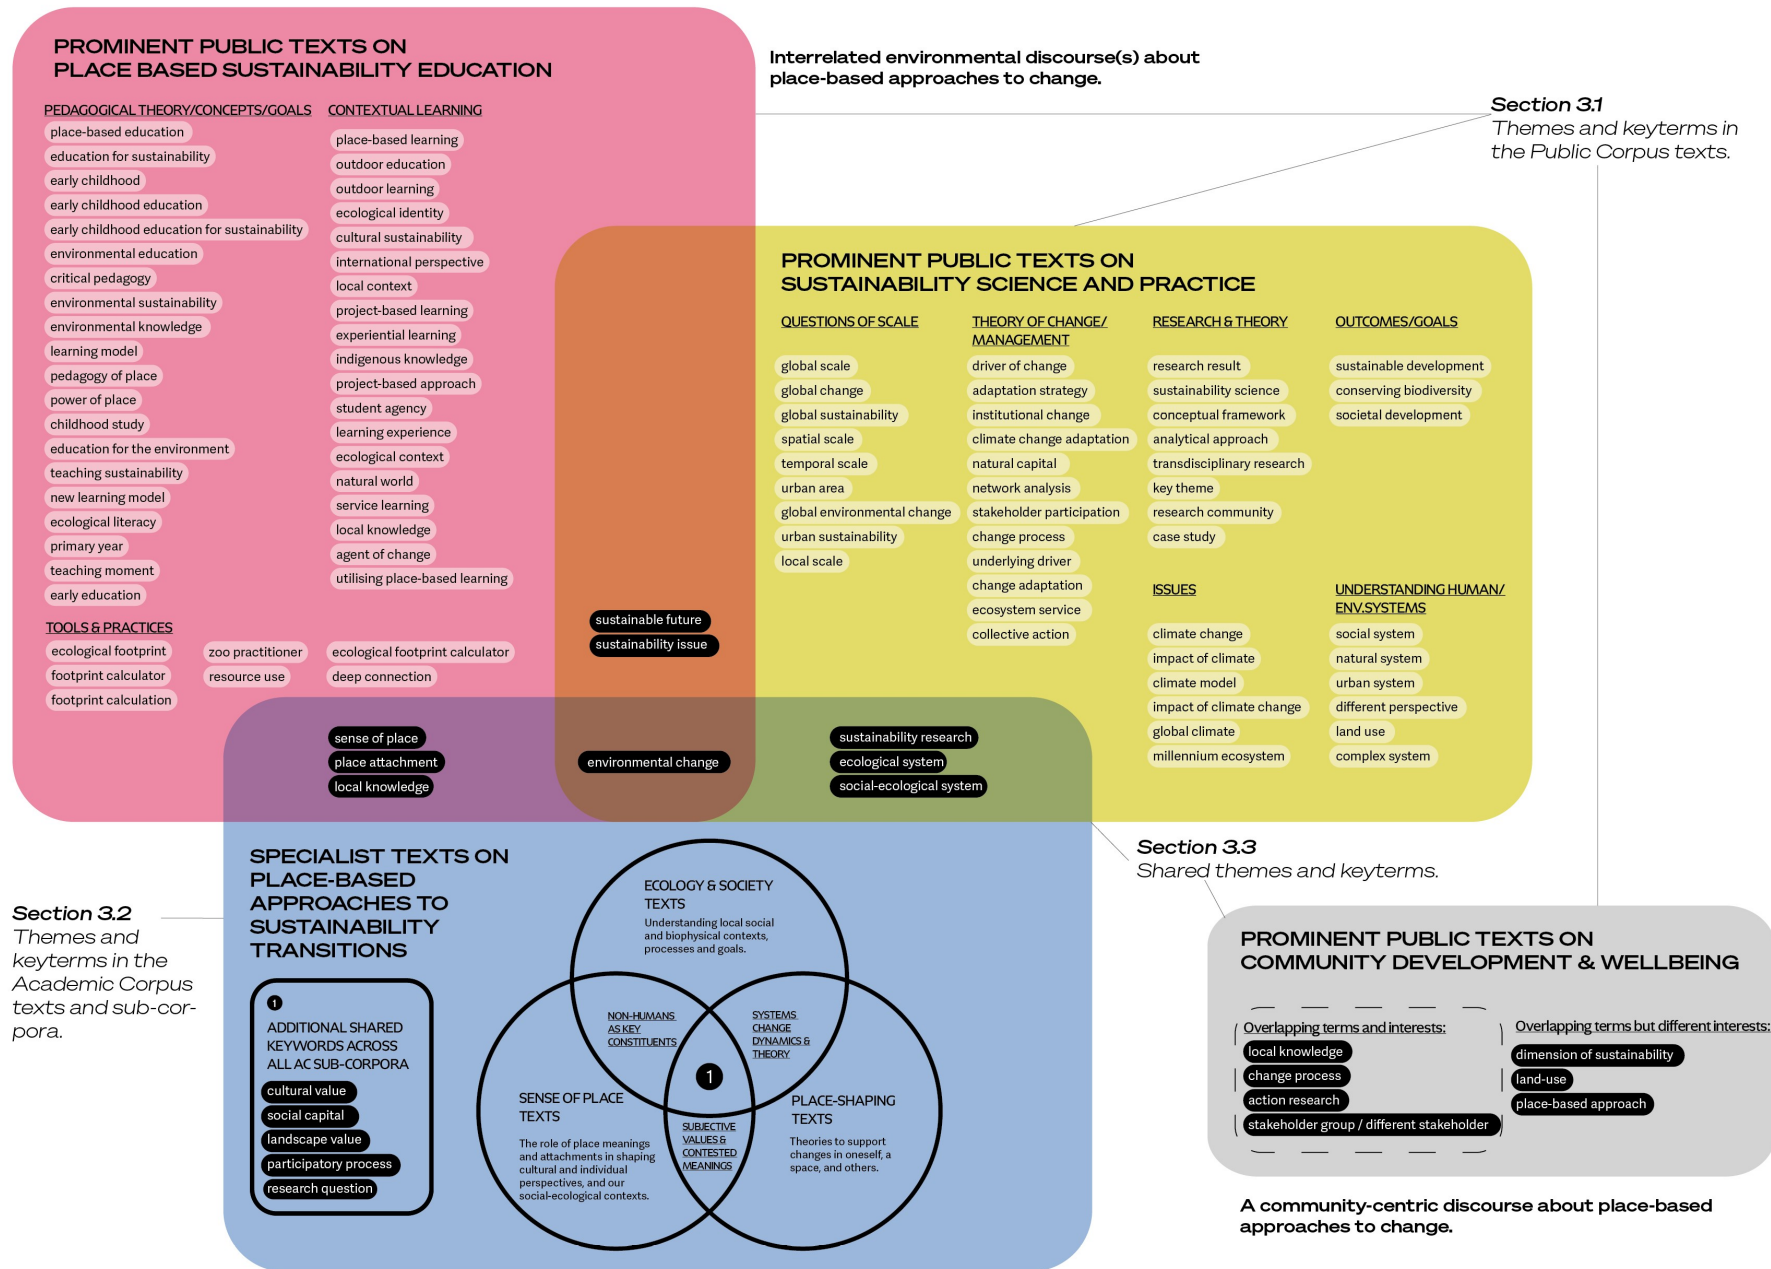 PROMINENT PUBLIC TEXTS ON
PLACE BASED SUSTAINABILITY EDUCATION
PEDAGOGICAL THEORY/CONCEPTS/GOALS
place-based education
education for sustainability
early childhood
early childhood education
early childhood education for sustainability
environmental education
critical pedagogy
environmental sustainability
environmental knowledge
learning model
pedagogy of place
power of place
childhood study
education for the environment
teaching sustainability
new learning model
ecological literacy
primary year
teaching moment
early education
CONTEXTUAL LEARNING
place-based learning
outdoor education
outdoor learning
ecological identity
cultural sustainability
international perspective
local context
project-based learning
experiential learning
indigenous knowledge
project-based approach
student agency
learning experience
ecological context
natural world
service learning
local knowledge
agent of change
utilising place-based learning
TOOLS & PRACTICES
ecological footprint
footprint calculator
footprint calculation
zoo practitioner
resource use
ecological footprint calculator
deep connection
Interrelated environmental discourse(s) about
place-based approaches to change.
Section 3.1
Themes and keyterms in
the Public Corpus texts.
PROMINENT PUBLIC TEXTS ON
SUSTAINABILITY SCIENCE AND PRACTICE
QUESTIONS OF SCALE
global scale
global change
global sustainability
spatial scale
temporal scale
urban area
global environmental change
urban sustainability
local scale
THEORY OF CHANGE/
MANAGEMENT
driver of change
adaptation strategy
institutional change
climate change adaptation
natural capital
network analysis
stakeholder participation
change process
underlying driver
change adaptation
ecosystem service
collective action
RESEARCH & THEORY
research result
sustainability science
conceptual framework
analytical approach
transdisciplinary research
key theme
research community
case study
OUTCOMES/GOALS
sustainable development
conserving biodiversity
societal development
ISSUES
climate change
impact of climate
climate model
impact of climate change
global climate
millennium ecosystem
UNDERSTANDING HUMAN/
ENV.SYSTEMS
social system
natural system
urban system
different perspective
land use
complex system
sustainable future
sustainability issue
sense of place
place attachment
local knowledge
environmental change
sustainability research
ecological system
social-ecological system
SPECIALIST TEXTS ON
PLACE-BASED
APPROACHES TO
SUSTAINABILITY
TRANSITIONS
Section 3.2
Themes and
keyterms in the
Academic Corpus
texts and sub-cor-
pora.
1
ADDITIONAL SHARED
KEYWORDS ACROSS
ALL AC SUB-CORPORA
cultural value
social capital
landscape value
participatory process
research question
ECOLOGY & SOCIETY
TEXTS
Understanding local social
and biophysical contexts,
processes and goals.
NON-HUMANS
AS KEY
CONSTITUENTS
SYSTEMS
CHANGE
DYNAMICS &
THEORY
1
SENSE OF PLACE
TEXTS
The role of place meanings
and attachments in shaping
cultural and individual
perspectives, and our
social-ecological contexts.
SUBJECTIVE
VALUES &
CONTESTED
MEANINGS
PLACE-SHAPING
TEXTS
Theories to support
changes in oneself, a
space, and others.
Section 3.3
Shared themes and keyterms.
PROMINENT PUBLIC TEXTS ON
COMMUNITY DEVELOPMENT & WELLBEING
Overlapping terms and interests:
local knowledge
change process
action research
stakeholder group / different stakeholder
Overlapping terms but different interests:
dimension of sustainability
land-use
place-based approach
A community-centric discourse about place-based
approaches to change.